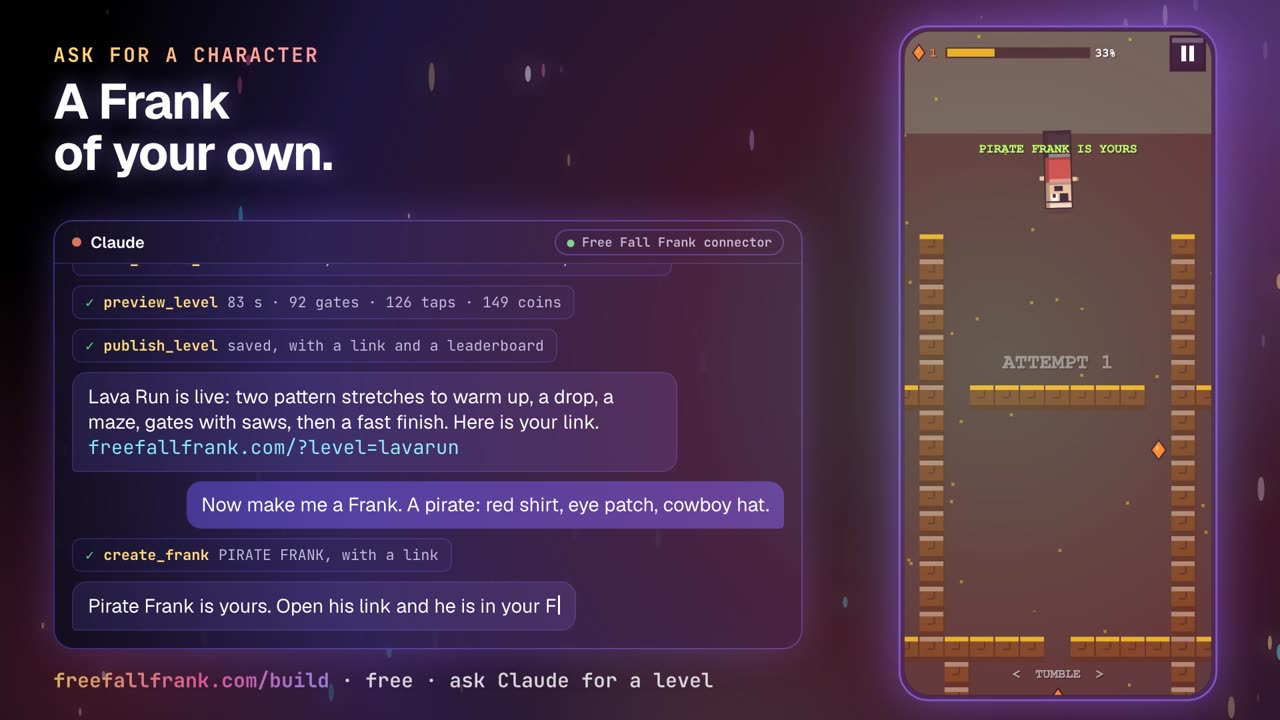 ASK FOR A CHARACTER
A Frank
of your own.
Claude
Free Fall Frank connector
✓ preview_level 83 s · 92 gates · 126 taps · 149 coins
✓ publish_level saved, with a link and a leaderboard
Lava Run is live: two pattern stretches to warm up, a drop, a
maze, gates with saws, then a fast finish. Here is your link.
freefallfrank.com/?level=lavarun
Now make me a Frank. A pirate: red shirt, eye patch, cowboy hat.
✓ create_frank PIRATE FRANK, with a link
Pirate Frank is yours. Open his link and he is in your F
freefallfrank.com/build · free · ask Claude for a level
1
33%
PIRATE FRANK IS YOURS
ATTEMPT 1
< TUMBLE >